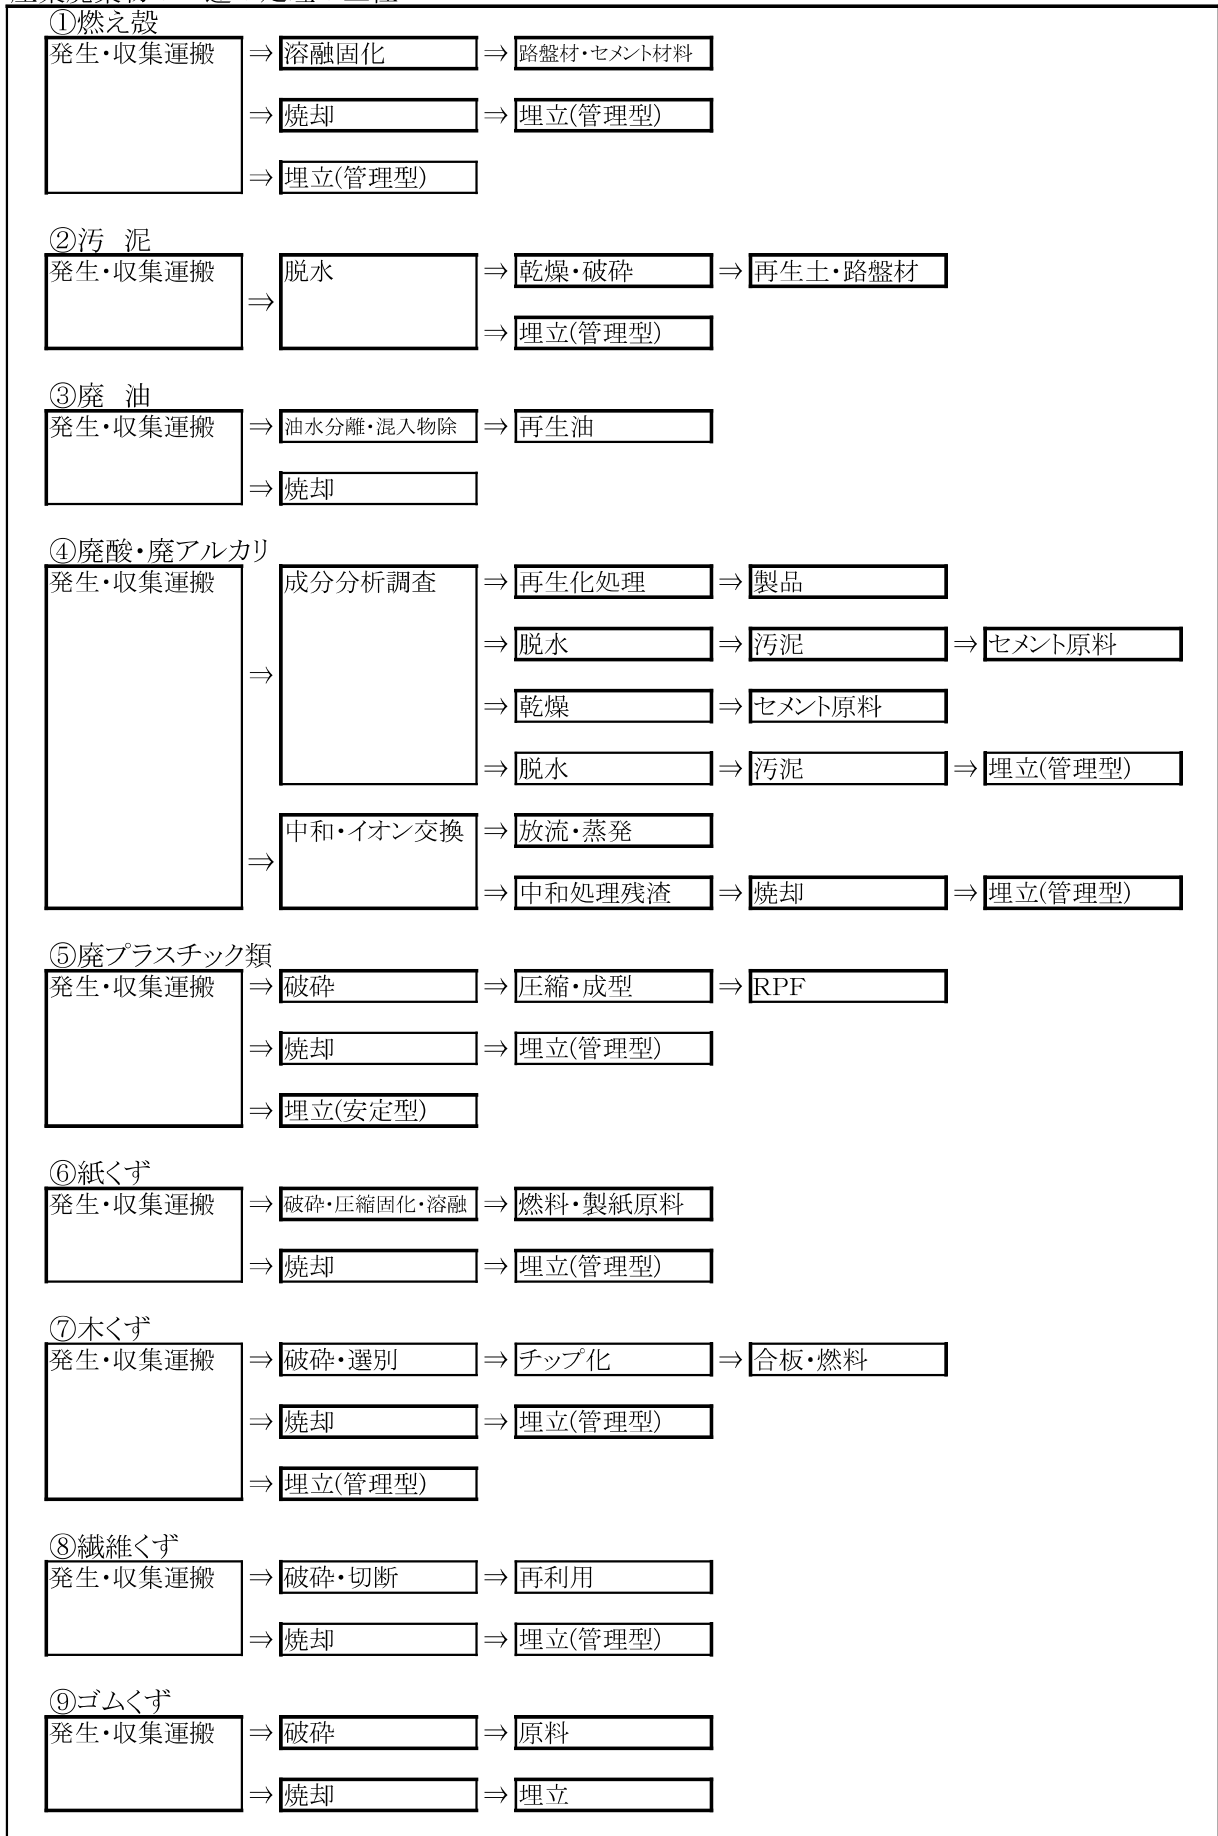 ①燃え殻
発生・収集運搬 ⇒ 溶融固化 ⇒ 路盤材・セメント材料
⇒ 焼却 ⇒ 埋立(管理型)
⇒ 埋立(管理型)
②汚　泥
発生・収集運搬 脱水 ⇒ 乾燥・破砕 ⇒ 再生土・路盤材
⇒
⇒ 埋立(管理型)
③廃　油
発生・収集運搬 ⇒ 油水分離・混入物除 ⇒ 再生油
⇒ 焼却
④廃酸・廃アルカリ
発生・収集運搬 成分分析調査 ⇒ 再生化処理 ⇒ 製品
⇒ 脱水 ⇒ 汚泥 ⇒ セメント原料
⇒
⇒ 乾燥 ⇒ セメント原料
⇒ 脱水 ⇒ 汚泥 ⇒ 埋立(管理型)
中和・イオン交換 ⇒ 放流・蒸発
⇒
⇒ 中和処理残渣 ⇒ 焼却 ⇒ 埋立(管理型)
⑤廃プラスチック類
発生・収集運搬 ⇒ 破砕 ⇒ 圧縮・成型 ⇒ RPF
⇒ 焼却 ⇒ 埋立(管理型)
⇒ 埋立(安定型)
⑥紙くず
発生・収集運搬 ⇒ 破砕・圧縮固化・溶融 ⇒ 燃料・製紙原料
⇒ 焼却 ⇒ 埋立(管理型)
⑦木くず
発生・収集運搬 ⇒ 破砕・選別 ⇒ チップ化 ⇒ 合板・燃料
⇒ 焼却 ⇒ 埋立(管理型)
⇒ 埋立(管理型)
⑧繊維くず
発生・収集運搬 ⇒ 破砕・切断 ⇒ 再利用
⇒ 焼却 ⇒ 埋立(管理型)
⑨ゴムくず
発生・収集運搬 ⇒ 破砕 ⇒ 原料
⇒ 焼却 ⇒ 埋立